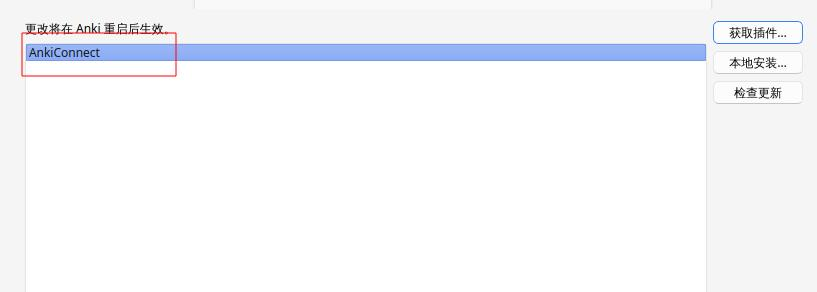 更改将在 Anki 重启后生效。
AnkiConnect
获取插件...
本地安装...
检查更新